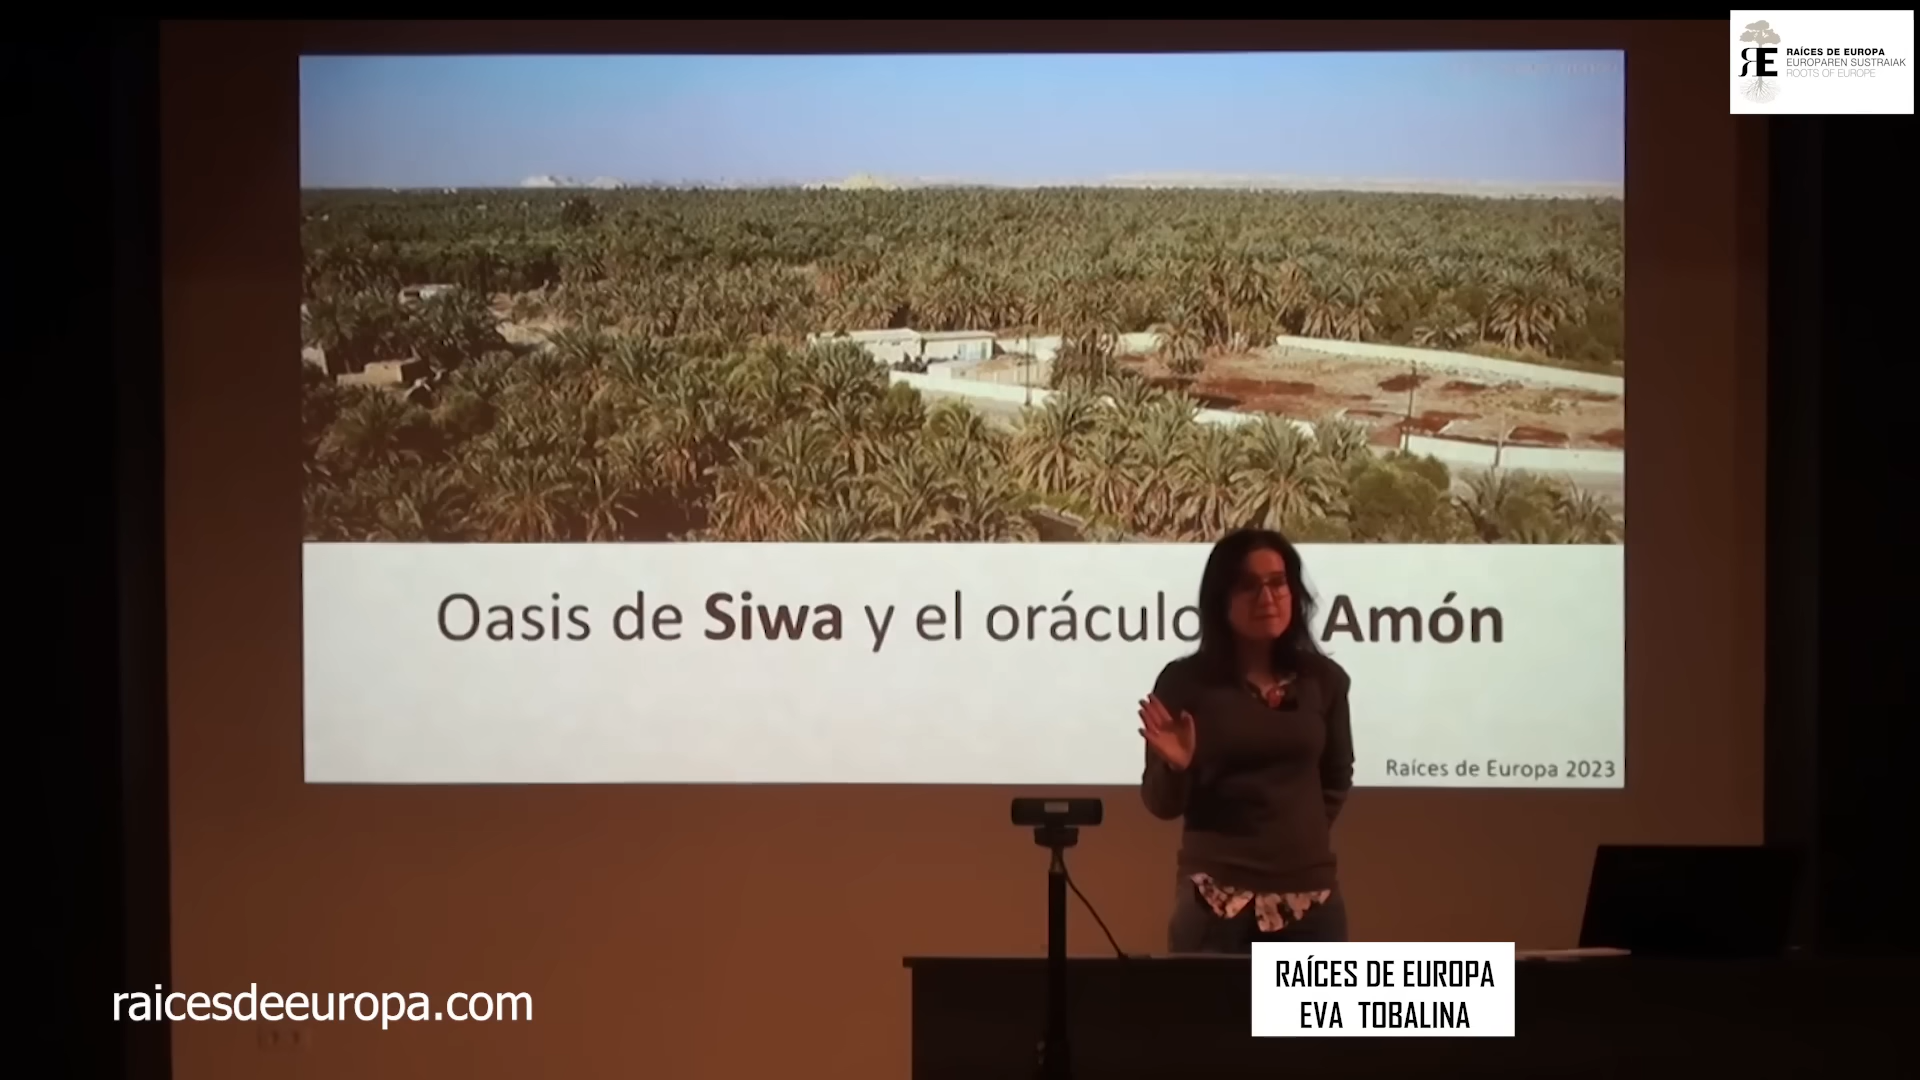 RAÍCES DE EUROPA
EUROPAREN SUSTRAIAK
ROOTS OF EUROPE
Oasis de Siwa y el oráculo Amón
Raíces de Europa 2023
RAÍCES DE EUROPA
EVA TOBALINA
raicesdeeuropa.com